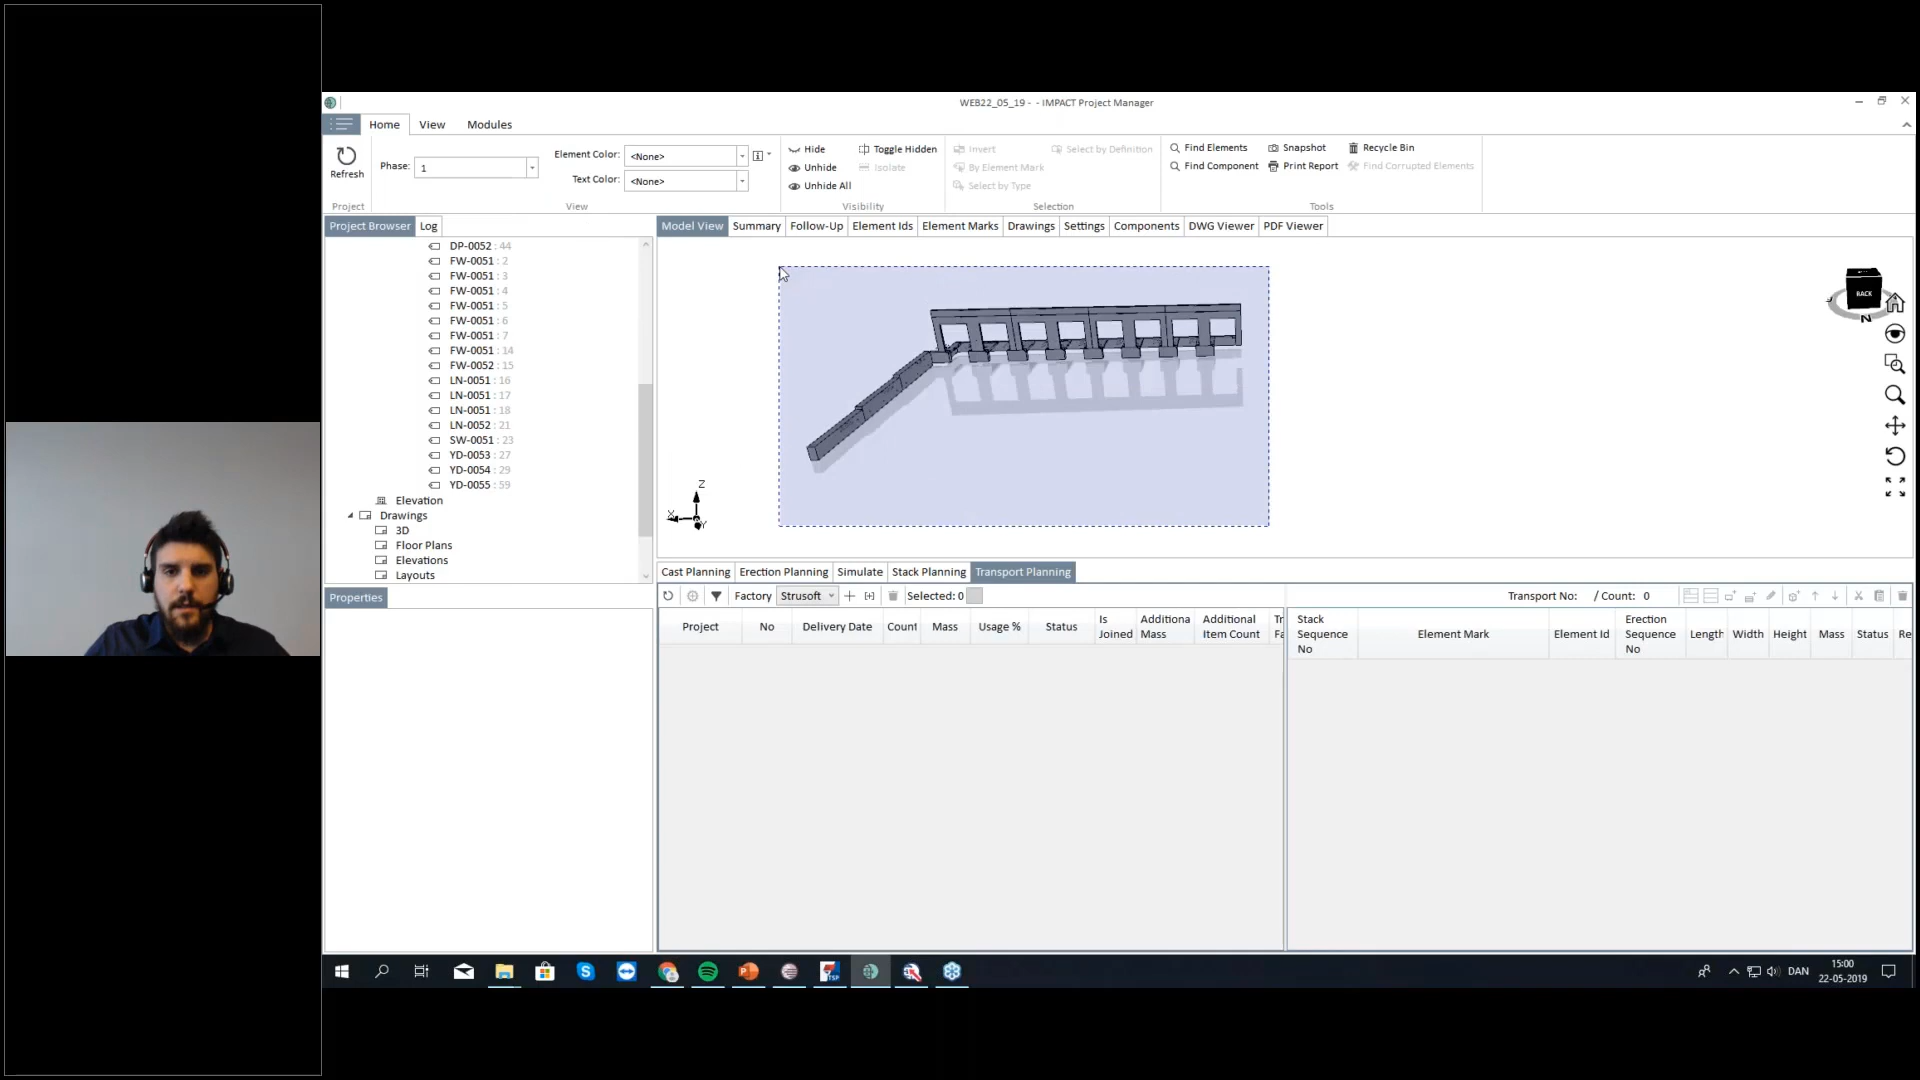 WEB22_05_19 - - IMPACT Project Manager
Home View Modules
Refresh
Project
Phase: 1
Element Color: <None>
Text Color: <None>
View
Hide Toggle Hidden
Unhide Isolate
Unhide All
Visibility
Invert Select by Definition
By Element Mark
Select by Type
Selection
Find Elements Snapshot Recycle Bin
Find Component Print Report Find Corrupted Elements
Tools
Project Browser Log
DP-0052 : 44
FW-0051 : 2
FW-0051 : 3
FW-0051 : 4
FW-0051 : 5
FW-0051 : 6
FW-0051 : 7
FW-0051 : 14
FW-0052 : 15
LN-0051 : 16
LN-0051 : 17
LN-0051 : 18
LN-0052 : 21
SW-0051 : 23
YD-0053 : 27
YD-0054 : 29
YD-0055 : 59
Elevation
Drawings
3D
Floor Plans
Elevations
Layouts
Properties
Model View Summary Follow-Up Element Ids Element Marks Drawings Settings Components DWG Viewer PDF Viewer
BACK
N
Z
X
Y
Cast Planning Erection Planning Simulate Stack Planning Transport Planning
Factory Strusoft Selected: 0
Transport No: / Count: 0
Project No Delivery Date Count Mass Usage % Status
Is
Joined
Additiona
Mass
Additional
Item Count
Tr
Fa
Stack
Sequence
No
Element Mark Element Id
Erection
Sequence
No
Length Width Height Mass Status Re
TSP
DAN
15:00
22-05-2019